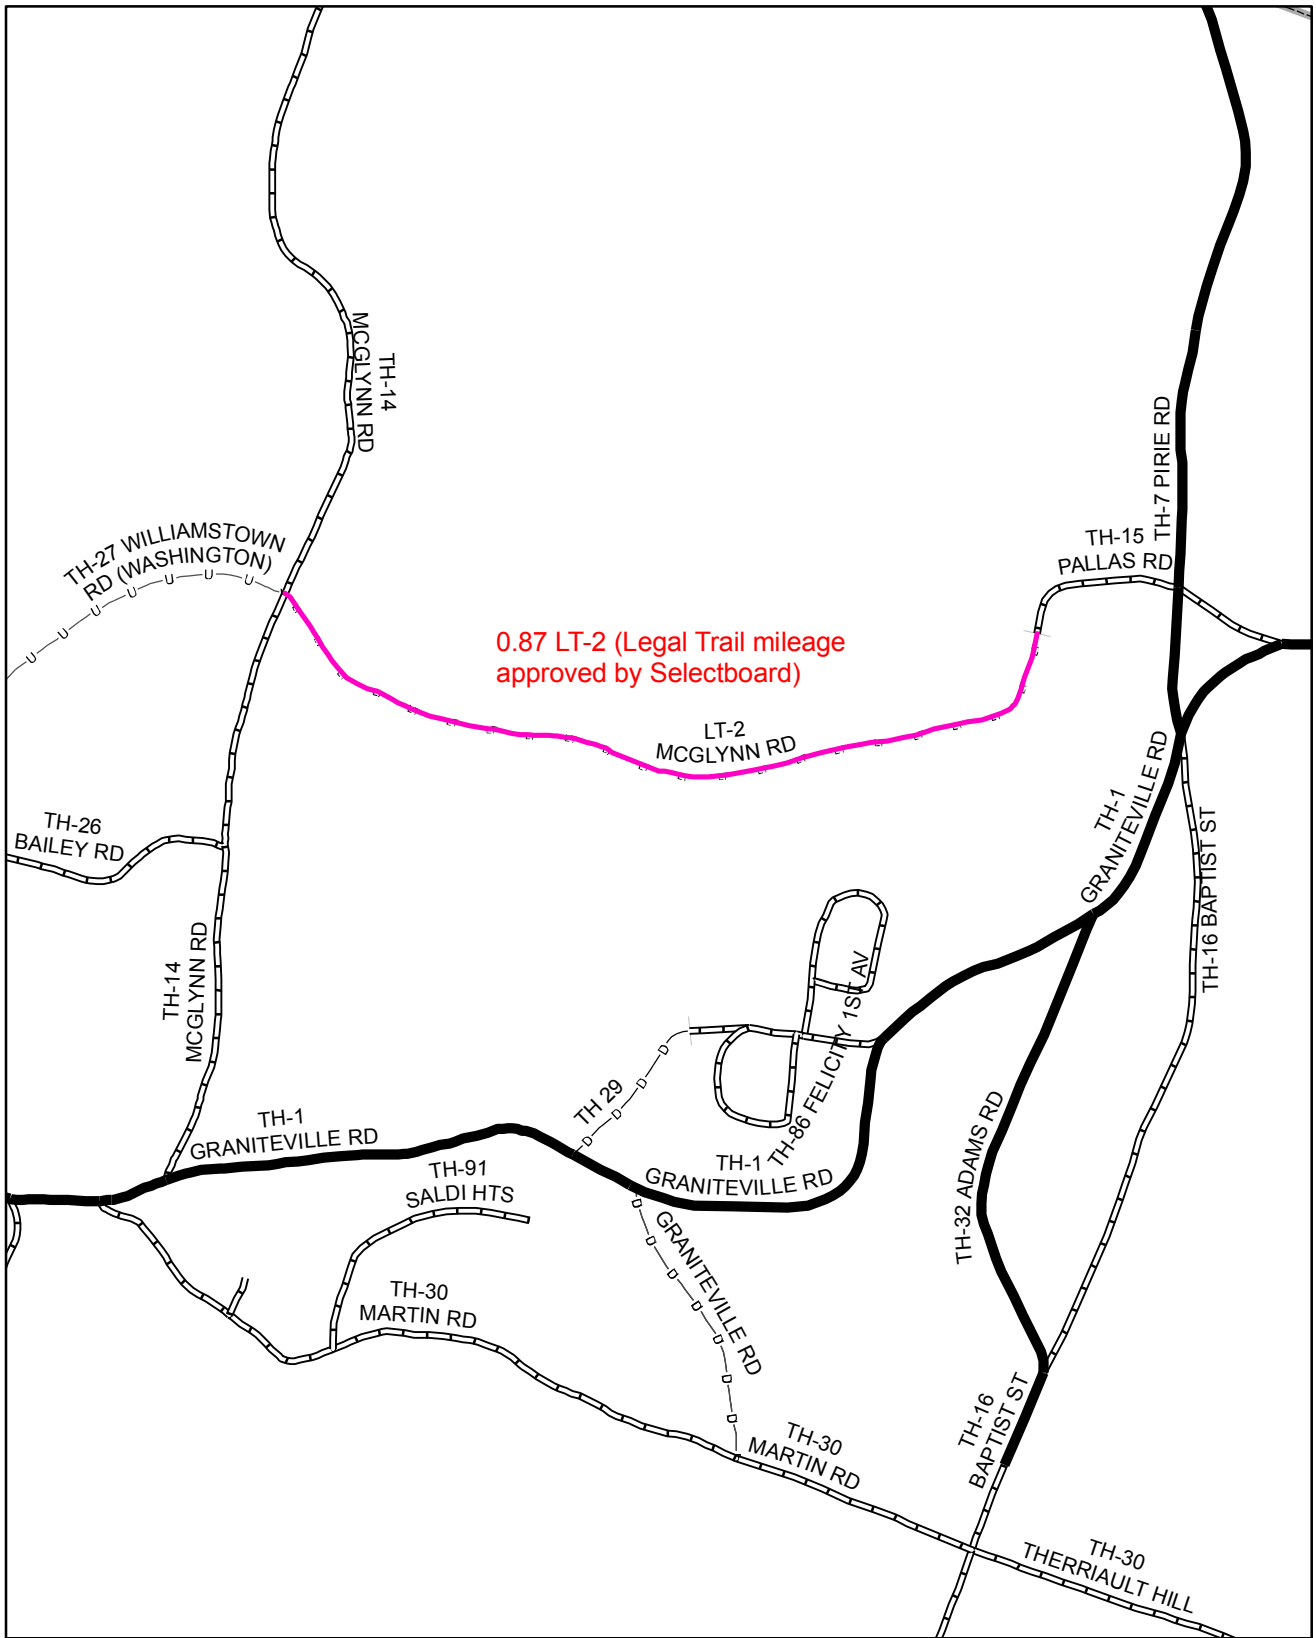 TH-14
MCGLYNN RD
TH-7 PIRIE RD
TH-27 WILLIAMSTOWN
RD (WASHINGTON)
TH-15
PALLAS RD
0.87 LT-2 (Legal Trail mileage
approved by Selectboard)
LT-2
MCGLYNN RD
TH-1
GRANITEVILLE RD
TH-26
BAILEY RD
TH-16 BAPTIST ST
TH-14
MCGLYNN RD
TH-86 FELICITY 1ST AV
TH 29
TH-1
GRANITEVILLE RD
TH-91
SALDI HTS
TH-1
GRANITEVILLE RD
TH-32 ADAMS RD
GRANITEVILLE RD
TH-30
MARTIN RD
TH-16
BAPTIST ST
TH-30
MARTIN RD
TH-30
THERRIAULT HILL